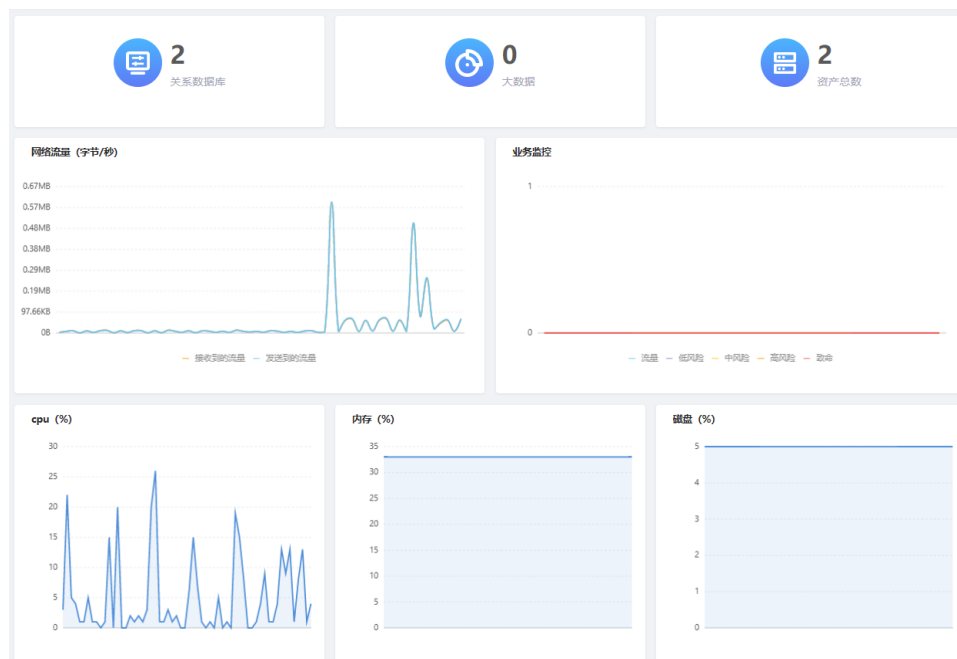 2
关系数据库
0
大数据
2
资产总数
网络流量（字节/秒）
0.67MB
0.57MB
0.48MB
0.38MB
0.29MB
0.19MB
97.66KB
0B
接收到的流量 发送到的流量
业务监控
1
0
流量 低风险 中风险 高风险 致命
cpu（%）
30
25
20
15
10
5
0
内存（%）
35
30
25
20
15
10
5
0
磁盘（%）
5
4
3
2
1
0